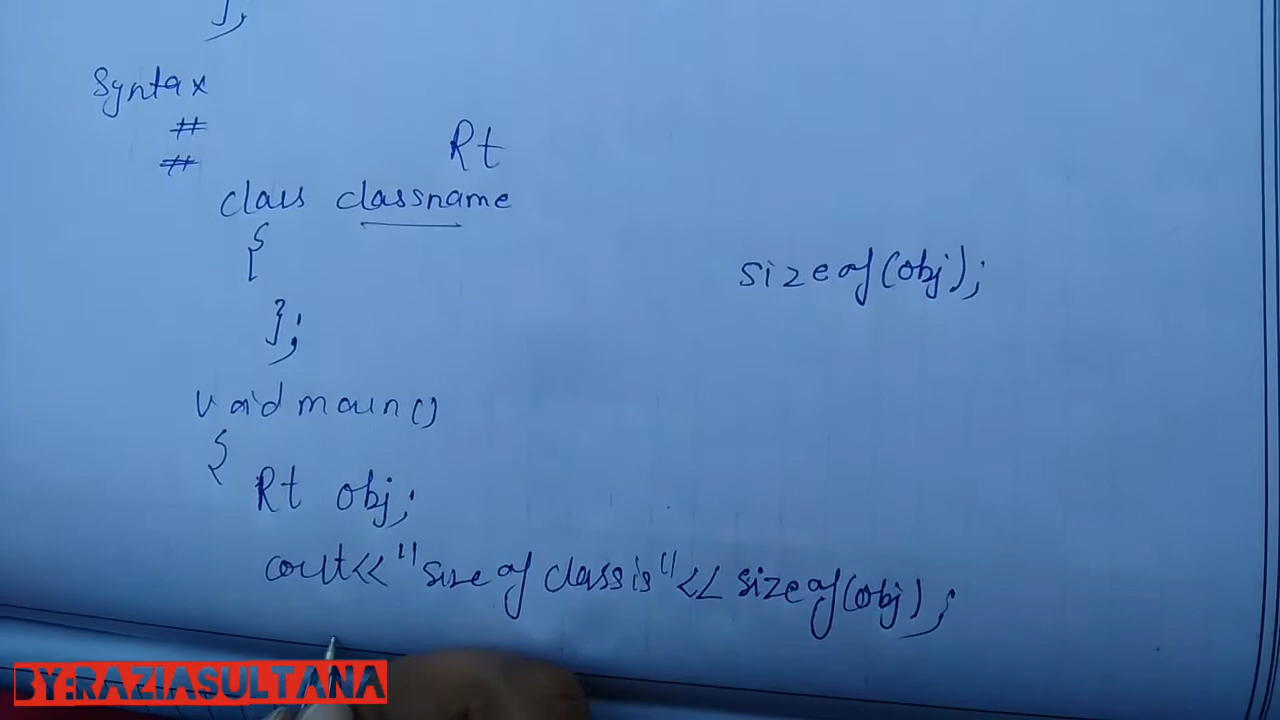 };
Syntax
#
#
Rt
class classname
{
};
sizeof(obj);
void main()
{
Rt obj;
cout<<"size of class is"<< sizeof(obj);
BY:RAZIASULTANA